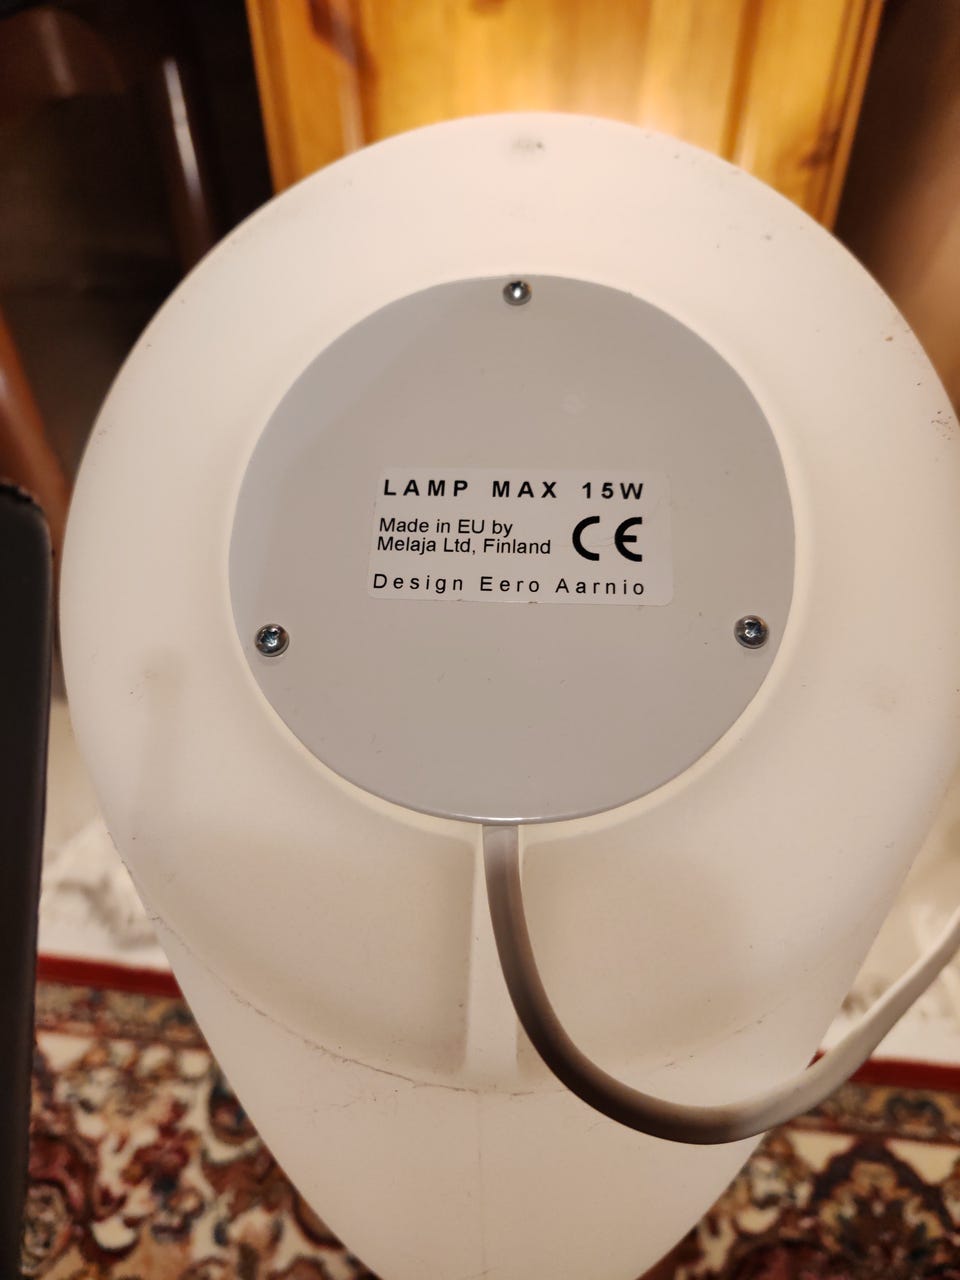 LAMP MAX 15W
Made in EU by
Melaja Ltd, Finland
CE
Design Eero Aarnio